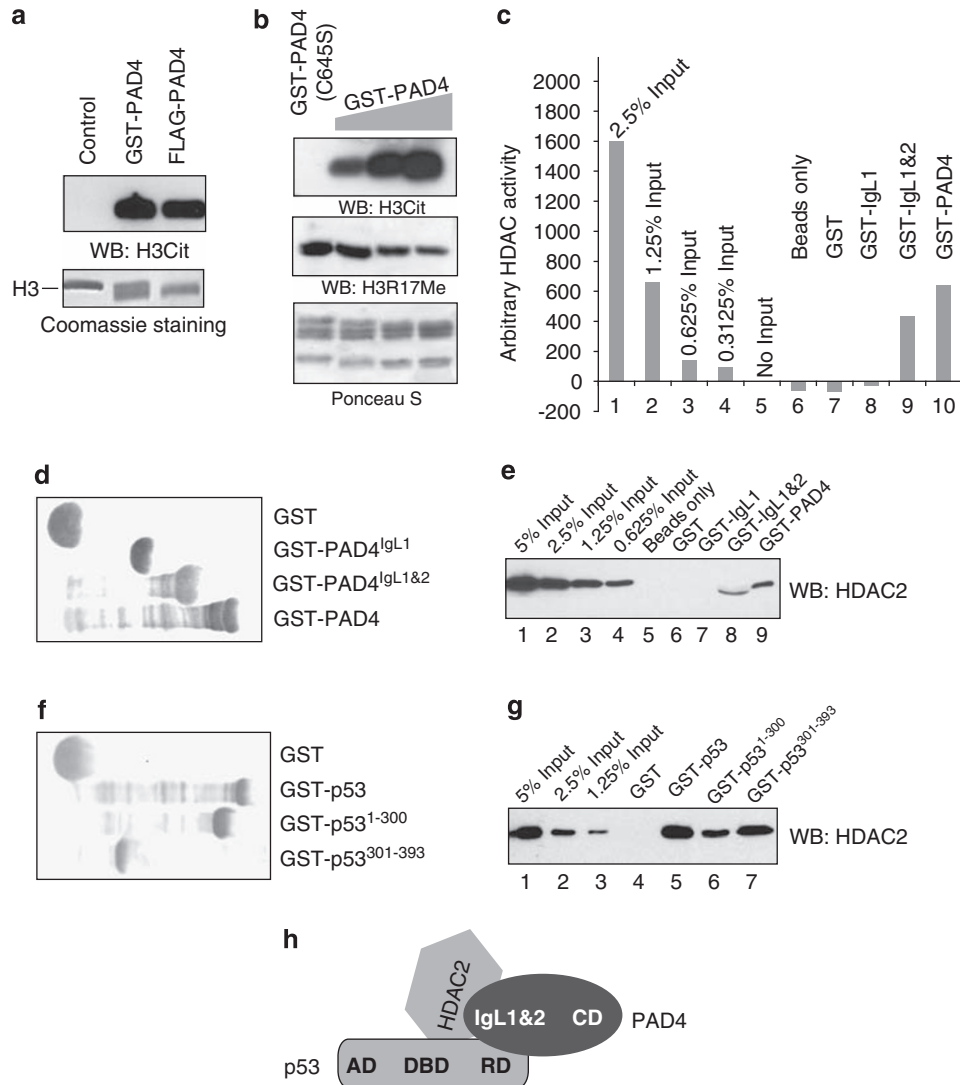 a
Control
GST-PAD4
FLAG-PAD4
WB: H3Cit
H3
Coomassie staining
b
GST-PAD4
(C645S)
GST-PAD4
WB: H3Cit
WB: H3R17Me
Ponceau S
c
Arbitrary HDAC activity
2000
1800
1600
1400
1200
1000
800
600
400
200
0
-200
2.5% Input
1.25% Input
0.625% Input
0.3125% Input
No Input
Beads only
GST
GST-IgL1
GST-IgL1&2
GST-PAD4
1 2 3 4 5 6 7 8 9 10
d
GST
GST-PAD4IgL1
GST-PAD4IgL1&2
GST-PAD4
e
5% Input
2.5% Input
1.25% Input
0.625% Input
Beads only
GST
GST-IgL1
GST-IgL1&2
GST-PAD4
WB: HDAC2
1 2 3 4 5 6 7 8 9
f
GST
GST-p53
GST-p531-300
GST-p53301-393
g
5% Input
2.5% Input
1.25% Input
GST
GST-p53
GST-p531-300
GST-p53301-393
WB: HDAC2
1 2 3 4 5 6 7
h
HDAC2
IgL1&2 CD
PAD4
p53
AD DBD RD